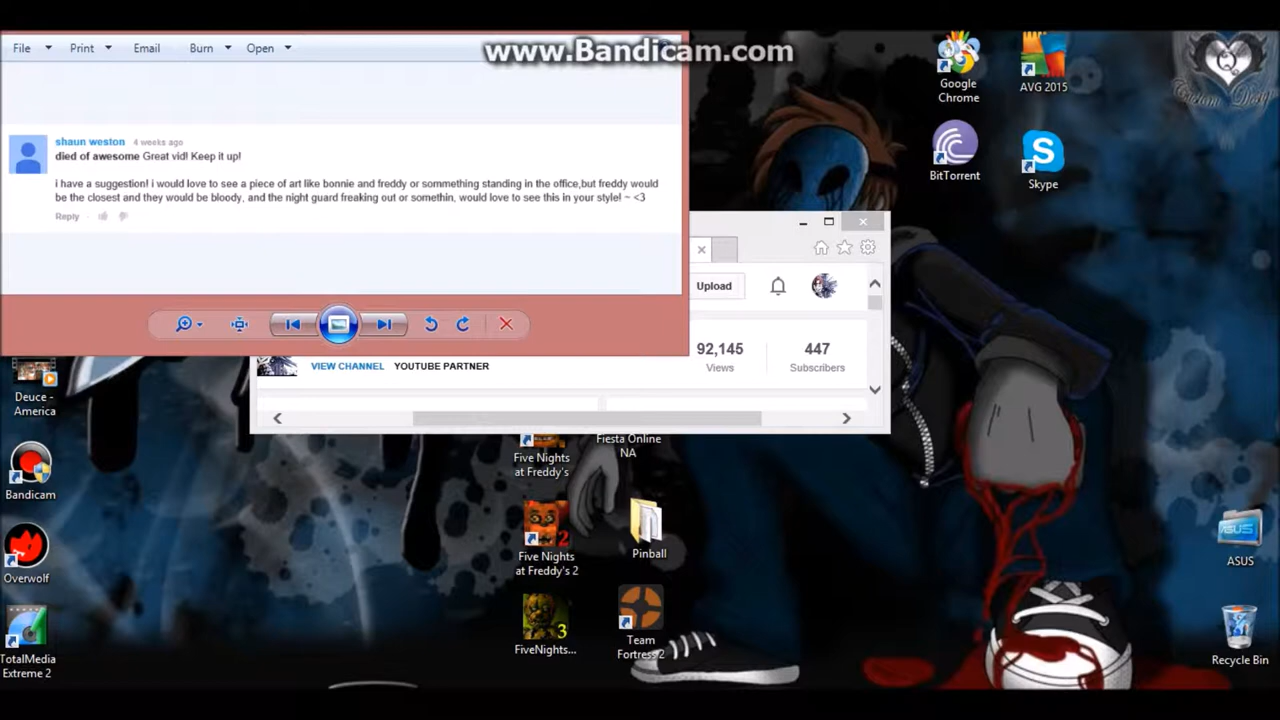 www.Bandicam.com
File Print Email Burn Open
shaun weston 4 weeks ago
died of awesome Great vid! Keep it up!
i have a suggestion! i would love to see a piece of art like bonnie and freddy or sommething standing in the office,but freddy would
be the closest and they would be bloody, and the night guard freaking out or somethin, would love to see this in your style! ~ <3
Reply
Upload
92,145
Views
447
Subscribers
VIEW CHANNEL YOUTUBE PARTNER
Google
Chrome
AVG 2015
BitTorrent
Skype
Custom Design
Deuce -
America
Bandicam
Overwolf
TotalMedia
Extreme 2
Five Nights
at Freddy's
Fiesta Online
NA
2
Five Nights
at Freddy's 2
Pinball
3
FiveNights...
Team
Fortress 2
ASUS
ASUS
Recycle Bin